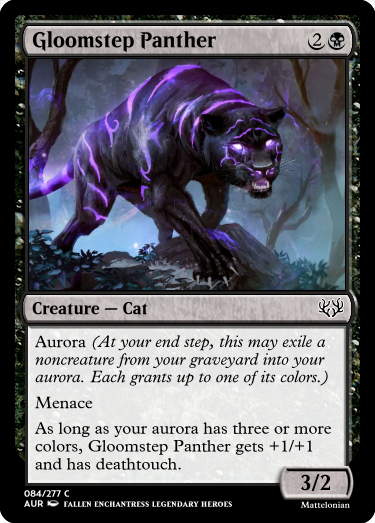 Gloomstep Panther 2
Creature — Cat
Aurora (At your end step, this may exile a
noncreature from your graveyard into your
aurora. Each grants up to one of its colors.)
Menace
As long as your aurora has three or more
colors, Gloomstep Panther gets +1/+1
and has deathtouch.
3/2
084/277 C
AUR FALLEN ENCHANTRESS LEGENDARY HEROES
Mattelonian